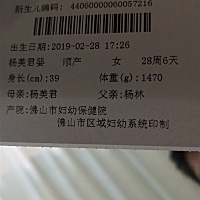 新生儿编码: 44060000060057216
出生日期:2019-02-28 17:26
杨英君婴 顺产 女 28周6天
身长(cm):39 体重(g):1470
母亲:杨英君 父亲:杨林
产院:佛山市妇幼保健院
佛山市区域妇幼系统印制